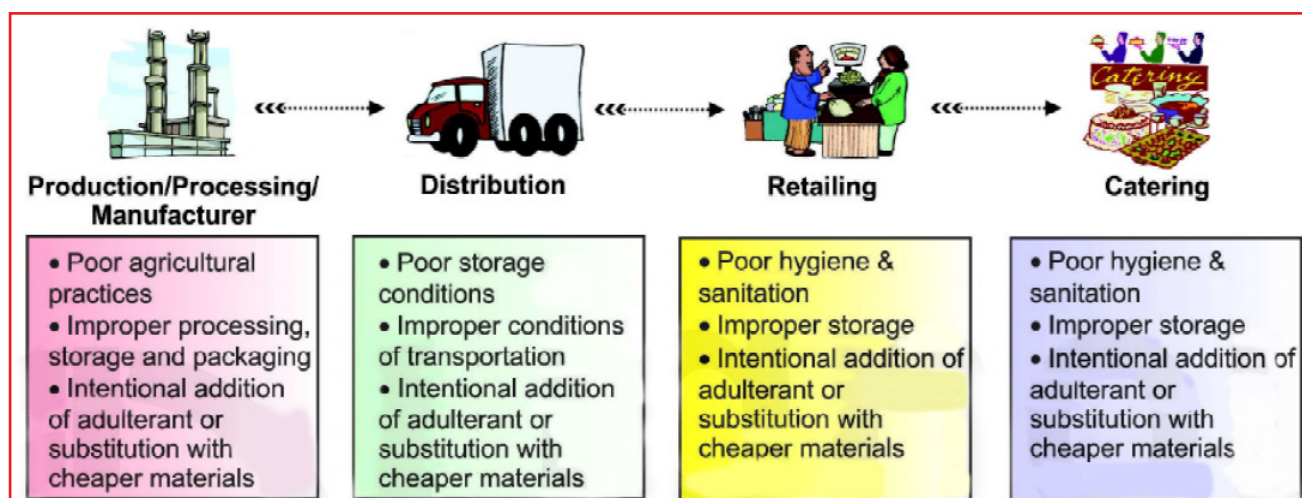 Catering
Production/Processing/
Manufacturer
Distribution
Retailing
Catering
• Poor agricultural
practices
• Improper processing,
storage and packaging
• Intentional addition
of adulterant or
substitution with
cheaper materials
• Poor storage
conditions
• Improper conditions
of transportation
• Intentional addition
of adulterant or
substitution with
cheaper materials
• Poor hygiene &
sanitation
• Improper storage
• Intentional addition of
adulterant or
substitution with
cheaper materials
• Poor hygiene &
sanitation
• Improper storage
• Intentional addition of
adulterant or
substitution with
cheaper materials